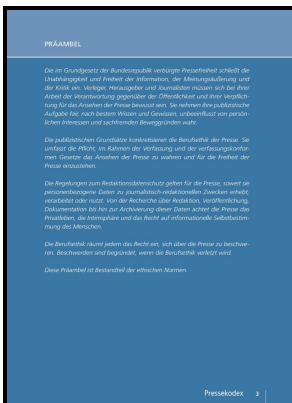 PRÄAMBEL
Die im Grundgesetz der Bundesrepublik verbürgte Pressefreiheit schließt die
Unabhängigkeit und Freiheit der Information, der Meinungsäußerung und
der Kritik ein. Verleger, Herausgeber und Journalisten müssen sich bei ihrer
Arbeit der Verantwortung gegenüber der Öffentlichkeit und ihrer Verpflich-
tung für das Ansehen der Presse bewusst sein. Sie nehmen ihre publizistische
Aufgabe fair, nach bestem Wissen und Gewissen, unbeeinflusst von persön-
lichen Interessen und sachfremden Beweggründen wahr.
Die publizistischen Grundsätze konkretisieren die Berufsethik der Presse. Sie
umfasst die Pflicht, im Rahmen der Verfassung und der verfassungskonfor-
men Gesetze das Ansehen der Presse zu wahren und für die Freiheit der
Presse einzustehen.
Die Regelungen zum Redaktionsdatenschutz gelten für die Presse, soweit sie
personenbezogene Daten zu journalistisch-redaktionellen Zwecken erhebt,
verarbeitet oder nutzt. Von der Recherche über Redaktion, Veröffentlichung,
Dokumentation bis hin zur Archivierung dieser Daten achtet die Presse das
Privatleben, die Intimsphäre und das Recht auf informationelle Selbstbestim-
mung des Menschen.
Die Berufsethik räumt jedem das Recht ein, sich über die Presse zu beschwe-
ren. Beschwerden sind begründet, wenn die Berufsethik verletzt wird.
Diese Präambel ist Bestandteil der ethischen Normen.
Pressekodex 3